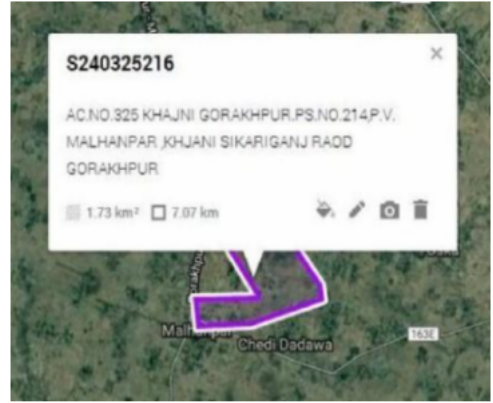 S240325216
AC.NO.325 KHAJNI GORAKHPUR,PS.NO.214,P.V.
MALHANPAR ,KHJANI SIKARIGANJ RAOD
GORAKHPUR
1.73 km² 7.07 km
163E
Chedi Dadawa